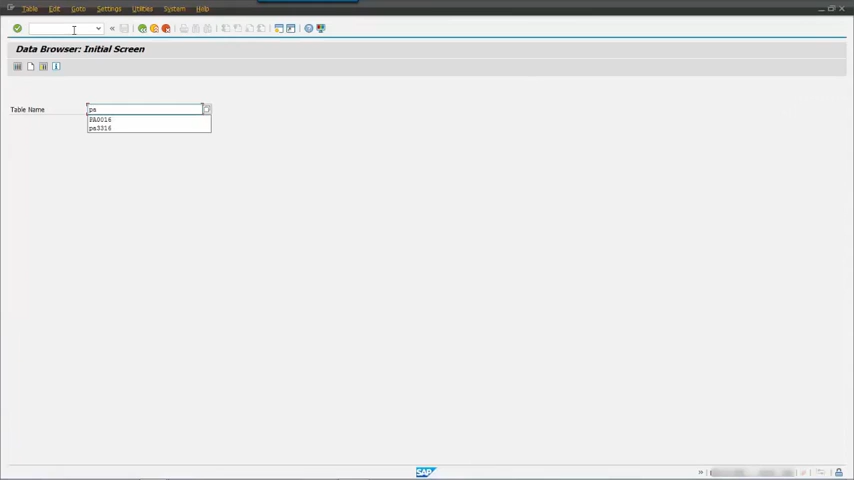 Table Edit Goto Settings Utilities System Help
Data Browser: Initial Screen
Table Name pa
PA0016
pa3316
SAP